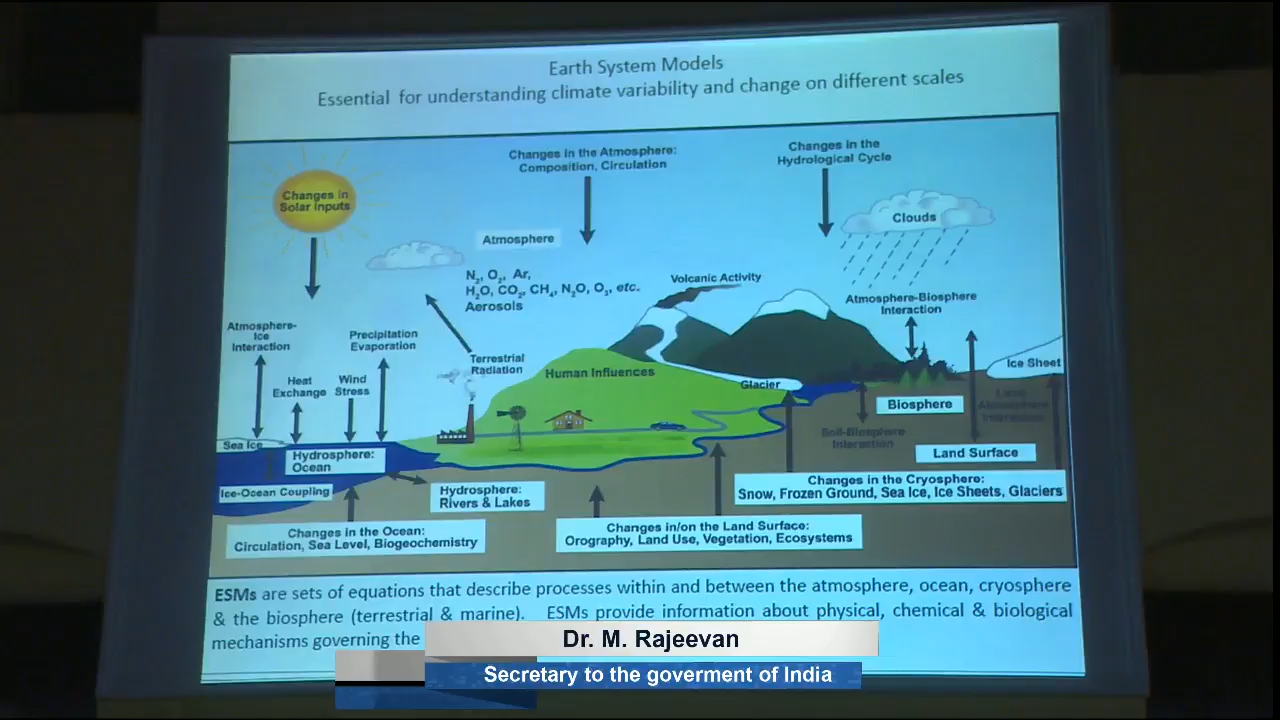 Earth System Models
Essential for understanding climate variability and change on different scales
Changes in the Atmosphere:
Composition, Circulation
Changes in the
Hydrological Cycle
Changes in
Solar Inputs
Clouds
Atmosphere
N₂, O₂, Ar,
H₂O, CO₂, CH₄, N₂O, O₃, etc.
Aerosols
Volcanic Activity
Atmosphere-Biosphere
Interaction
Atmosphere-
Ice
Interaction
Precipitation
Evaporation
Terrestrial
Radiation
Heat
Exchange
Wind
Stress
Human Influences
Glacier
Ice Sheet
Land-
Atmosphere
Interaction
Biosphere
Soil-Biosphere
Interaction
Sea Ice
Hydrosphere:
Ocean
Land Surface
Ice-Ocean Coupling
Hydrosphere:
Rivers & Lakes
Changes in the Cryosphere:
Snow, Frozen Ground, Sea Ice, Ice Sheets, Glaciers
Changes in the Ocean:
Circulation, Sea Level, Biogeochemistry
Changes in/on the Land Surface:
Orography, Land Use, Vegetation, Ecosystems
ESMs are sets of equations that describe processes within and between the atmosphere, ocean, cryosphere
& the biosphere (terrestrial & marine). ESMs provide information about physical, chemical & biological
mechanisms governing the
Dr. M. Rajeevan
Secretary to the goverment of India